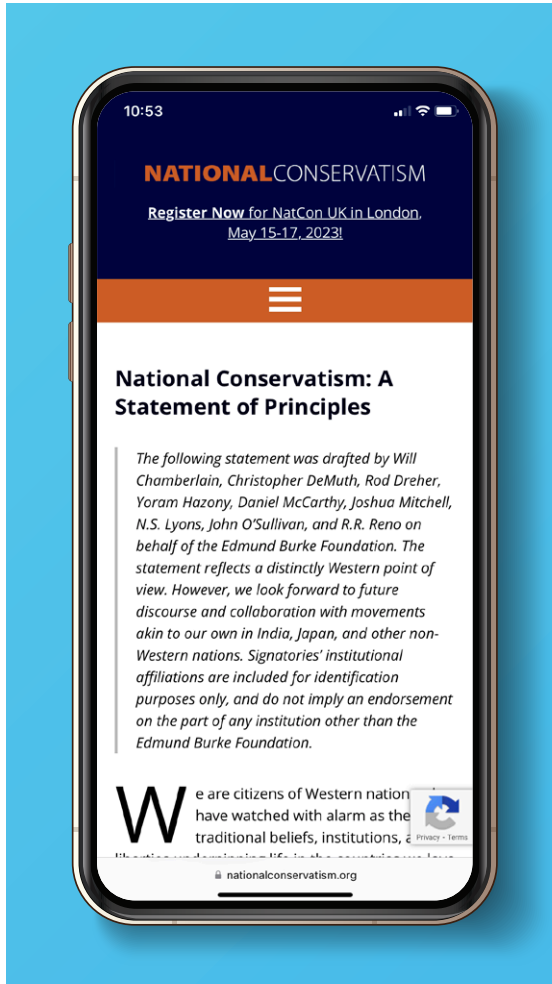 10:53
NATIONALCONSERVATISM
Register Now for NatCon UK in London,
May 15-17, 2023!
National Conservatism: A
Statement of Principles
The following statement was drafted by Will
Chamberlain, Christopher DeMuth, Rod Dreher,
Yoram Hazony, Daniel McCarthy, Joshua Mitchell,
N.S. Lyons, John O'Sullivan, and R.R. Reno on
behalf of the Edmund Burke Foundation. The
statement reflects a distinctly Western point of
view. However, we look forward to future
discourse and collaboration with movements
akin to our own in India, Japan, and other non-
Western nations. Signatories' institutional
affiliations are included for identification
purposes only, and do not imply an endorsement
on the part of any institution other than the
Edmund Burke Foundation.
We are citizens of Western
have watched with alarm as the
traditional beliefs, institutions,
Privacy - Terms
nationalconservatism.org